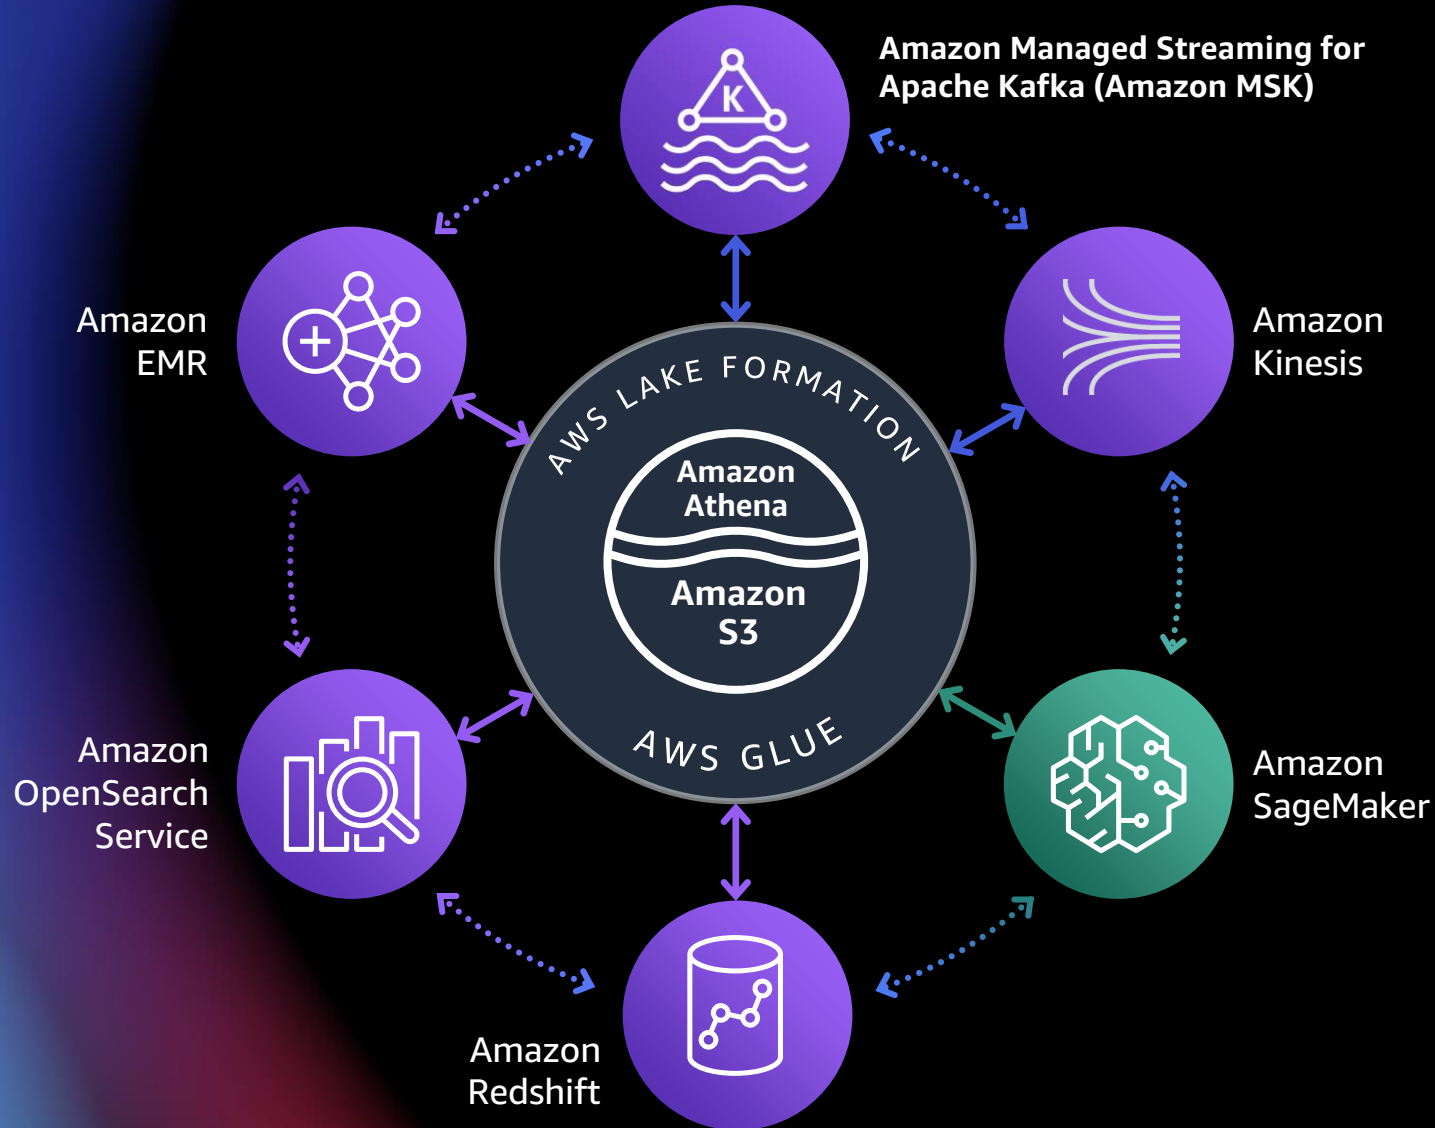 Amazon Managed Streaming for
Apache Kafka (Amazon MSK)
K
Amazon
EMR
Amazon
Kinesis
AWS LAKE FORMATION
Amazon
Athena
Amazon
S3
AWS GLUE
Amazon
OpenSearch
Service
Amazon
SageMaker
Amazon
Redshift